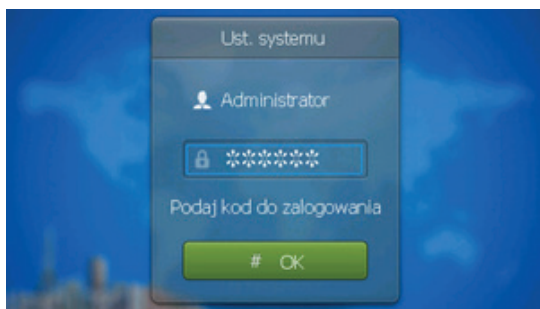 Ust. systemu
Administrator
******
Podaj kod do zalogowania
# OK